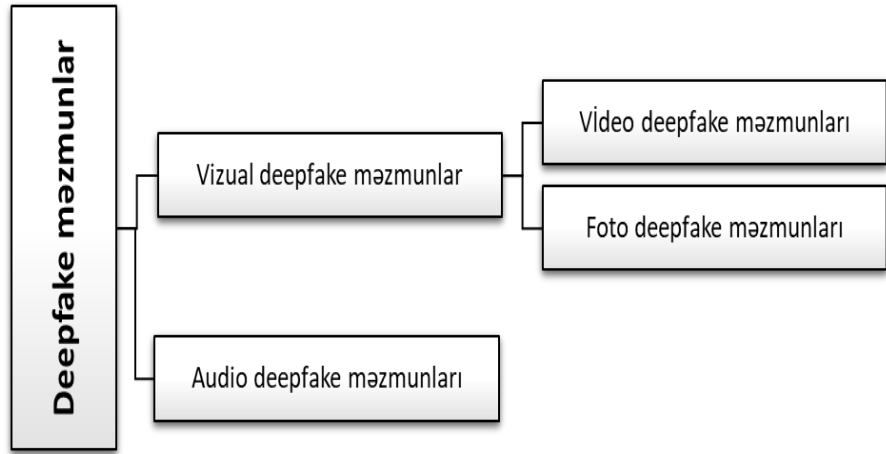 Deepfake məzmunlar
Vizual deepfake məzmunlar
Vİdeo deepfake məzmunları
Foto deepfake məzmunları
Audio deepfake məzmunları